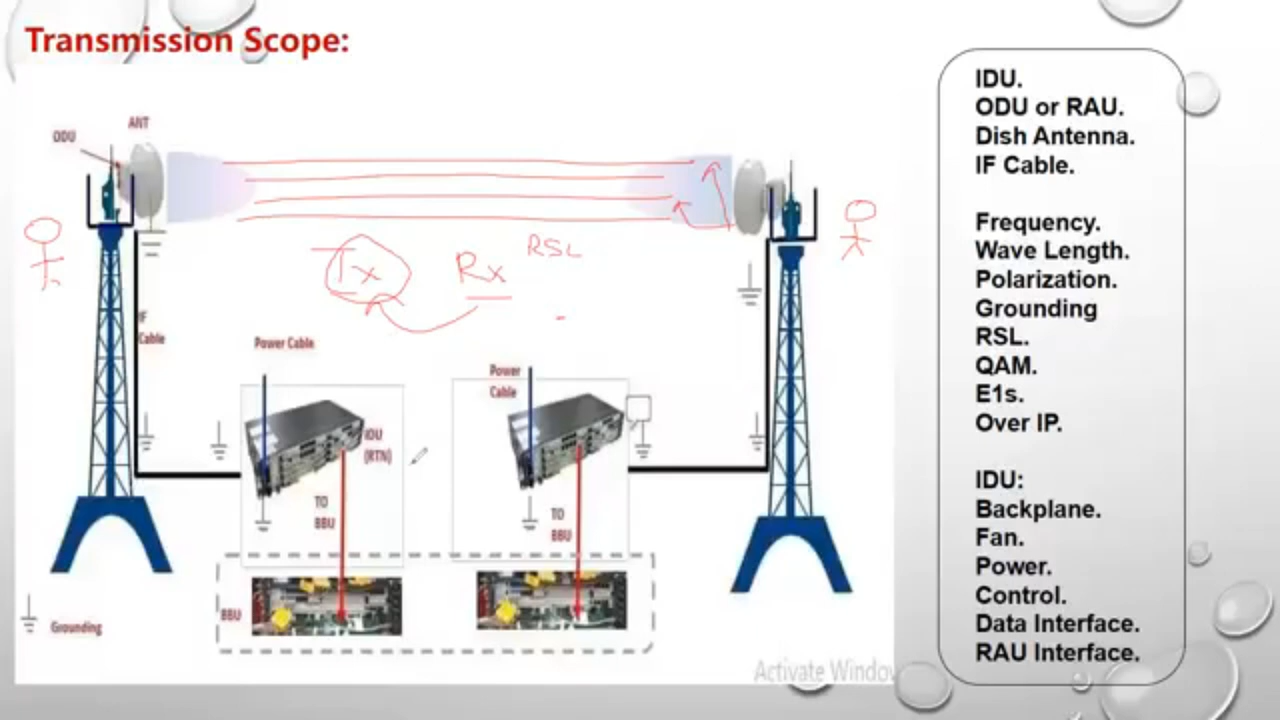 Transmission Scope:
ODU
ANT
Tx
Rx
RSL
IF
Cable
Power Cable
Power
Cable
IDU
(RTN)
TO
BBU
TO
BBU
BBU
Grounding
Activate Window
IDU.
ODU or RAU.
Dish Antenna.
IF Cable.
Frequency.
Wave Length.
Polarization.
Grounding
RSL.
QAM.
E1s.
Over IP.
IDU:
Backplane.
Fan.
Power.
Control.
Data Interface.
RAU Interface.